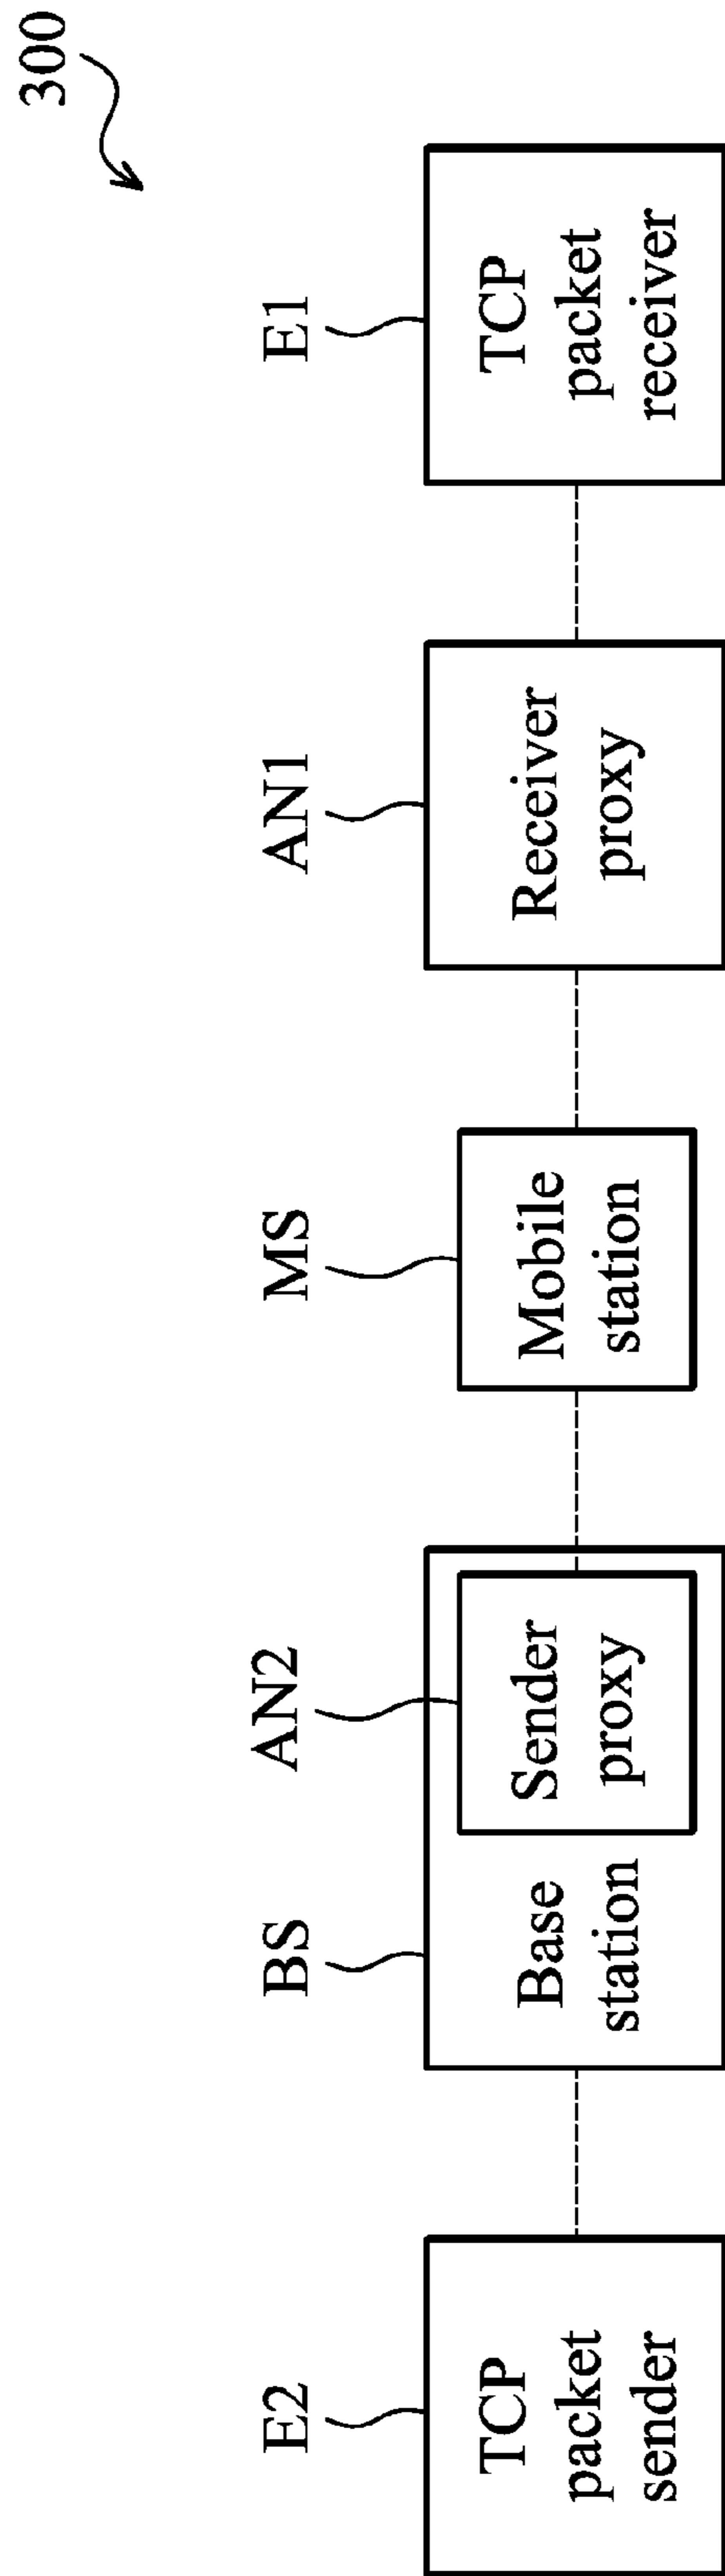 300
E2
BS
AN2
MS
AN1
E1
TCP
packet
sender
Base
station
Sender
proxy
Mobile
station
Receiver
proxy
TCP
packet
receiver